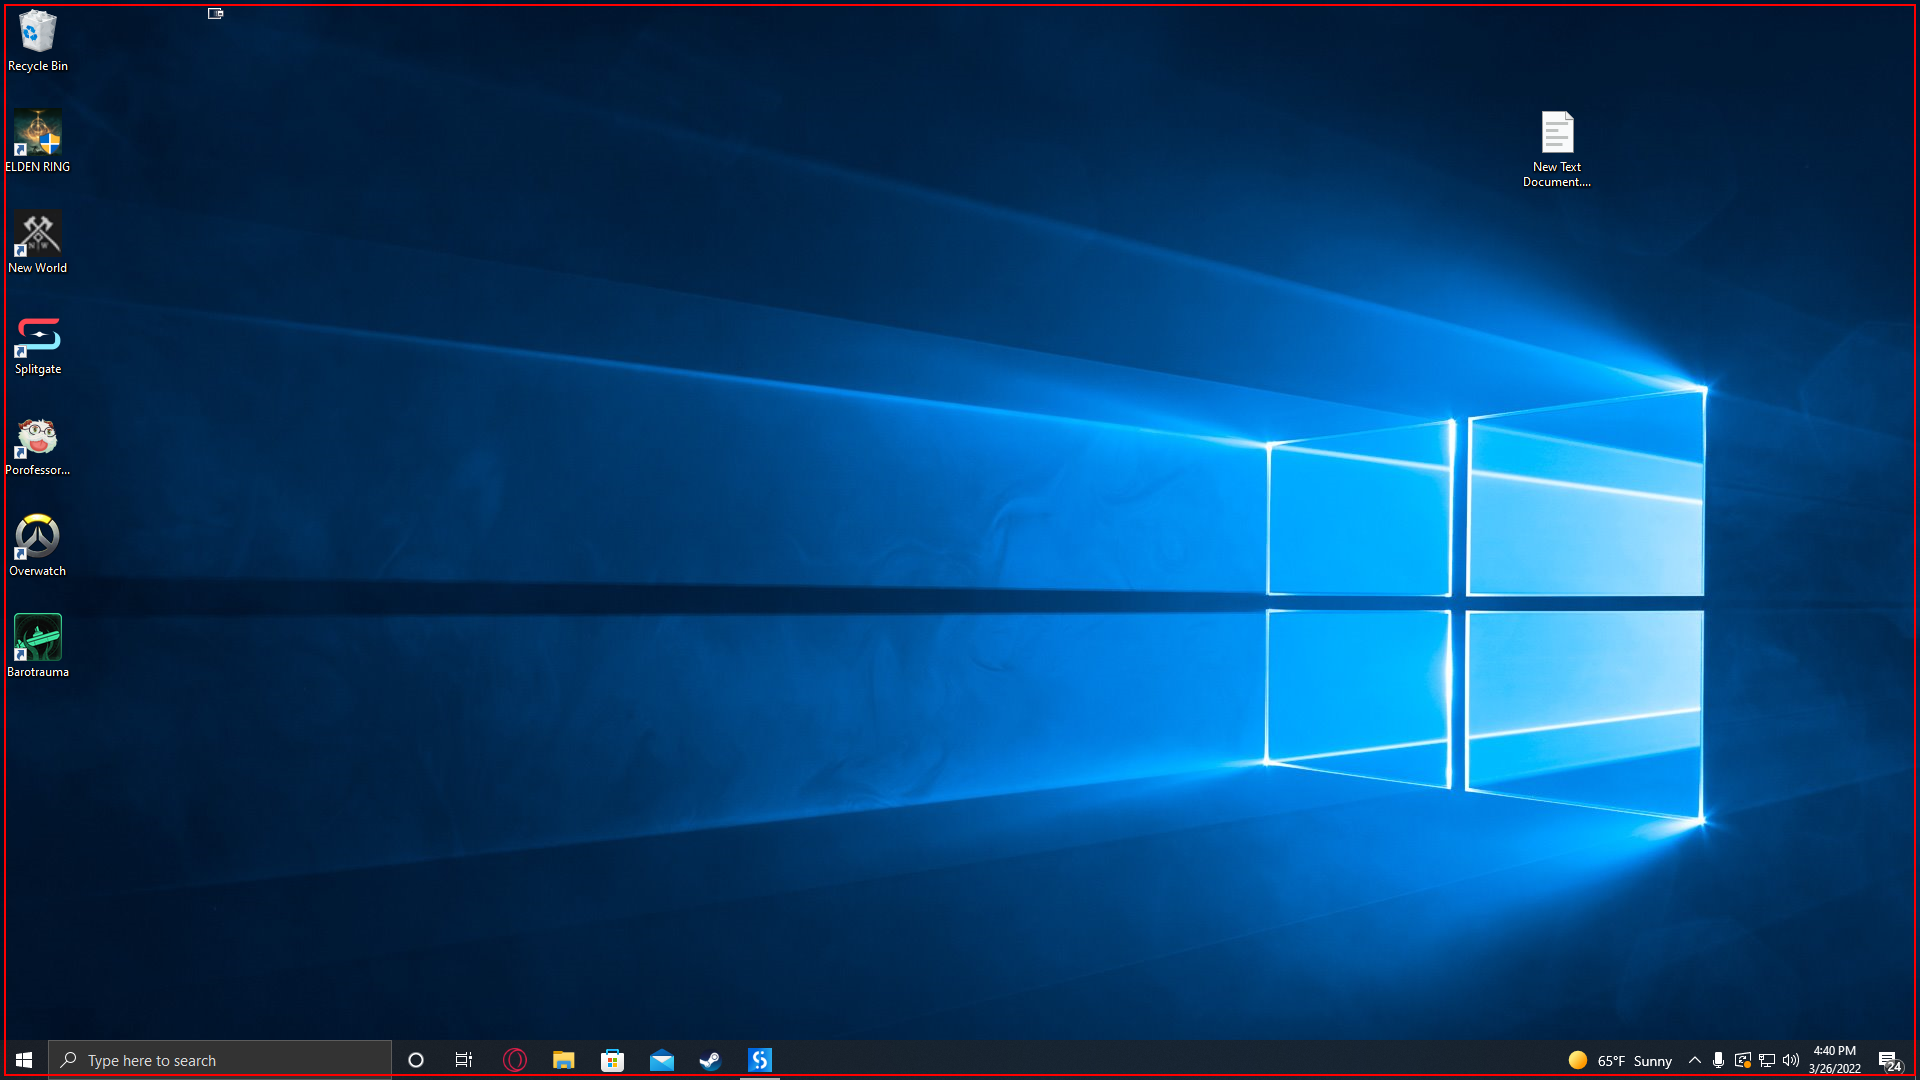 Recycle Bin
ELDEN RING
New World
Splitgate
Porofessor...
Overwatch
Barotrauma
New Text
Document....
Type here to search
65°F Sunny
4:40 PM
3/26/2022
24